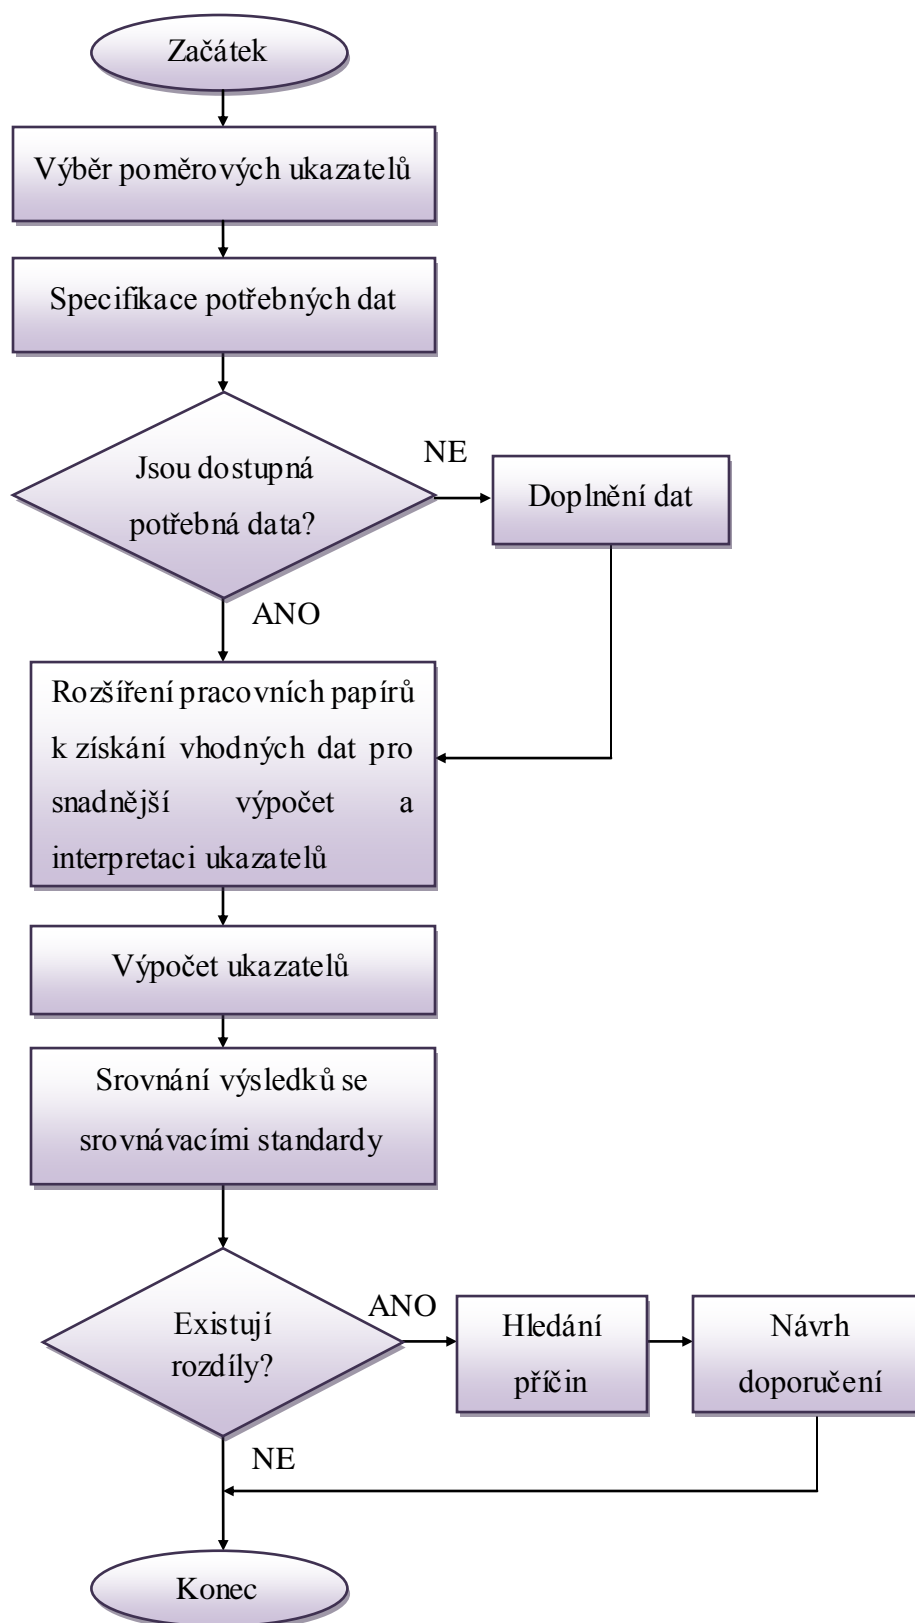 Začátek
Výběr poměrových ukazatelů
Specifikace potřebných dat
Jsou dostupná
potřebná data?
NE
Doplnění dat
ANO
Rozšíření pracovních papírů
k získání vhodných dat pro
snadnější výpočet a
interpretaci ukazatelů
Výpočet ukazatelů
Srovnání výsledků se
srovnávacími standardy
Existují
rozdíly?
ANO
Hledání
příčin
Návrh
doporučení
NE
Konec